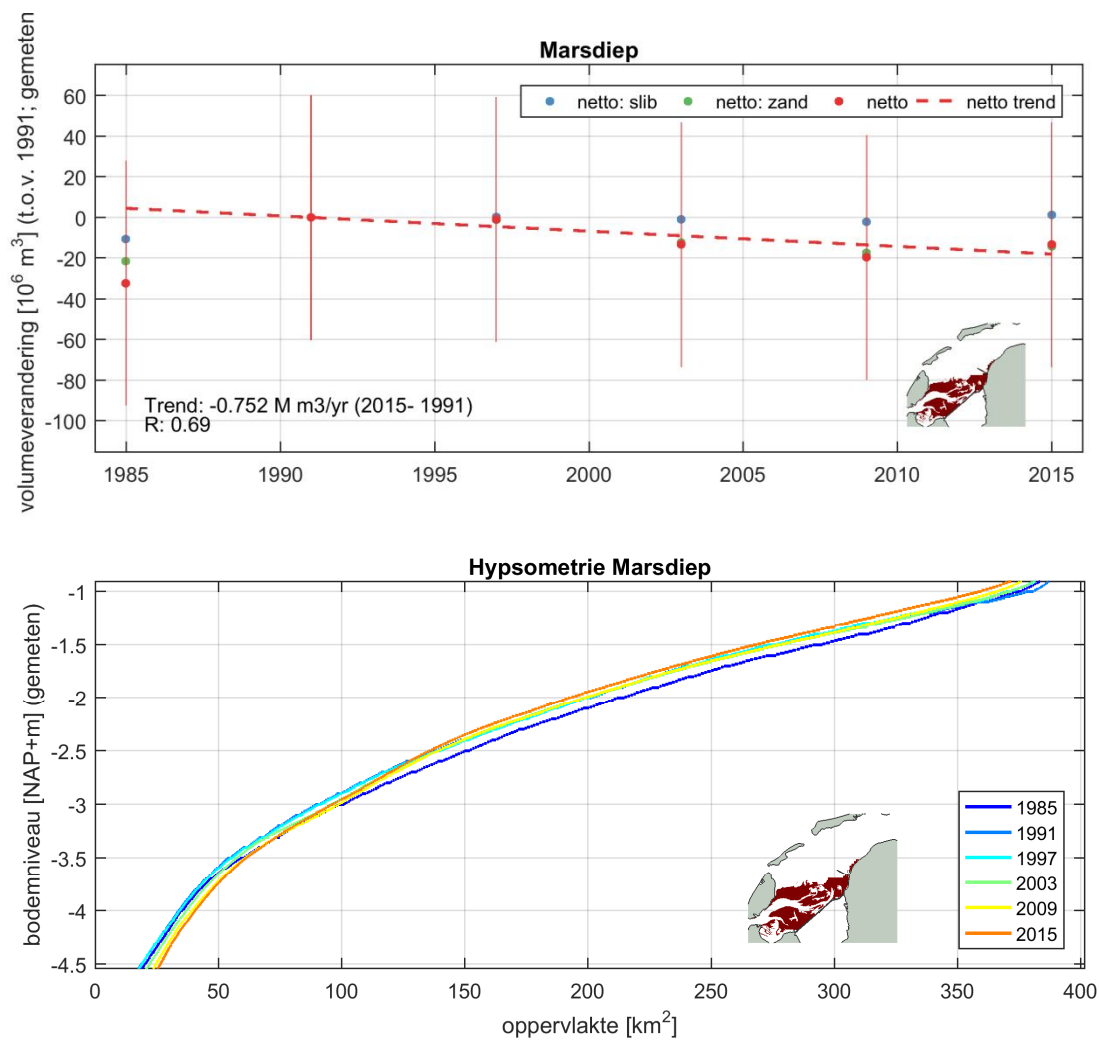 Marsdiep
volumeverandering [10⁶ m³] (t.o.v. 1991; gemeten
netto: slib netto: zand netto netto trend
60
40
20
0
-20
-40
-60
-80
-100
Trend: -0.752 M m3/yr (2015- 1991)
R: 0.69
1985 1990 1995 2000 2005 2010 2015
Hypsometrie Marsdiep
bodemniveau [NAP+m] (gemeten)
-1
-1.5
-2
-2.5
-3
-3.5
-4
-4.5
1985
1991
1997
2003
2009
2015
0 50 100 150 200 250 300 350 400
oppervlakte [km²]